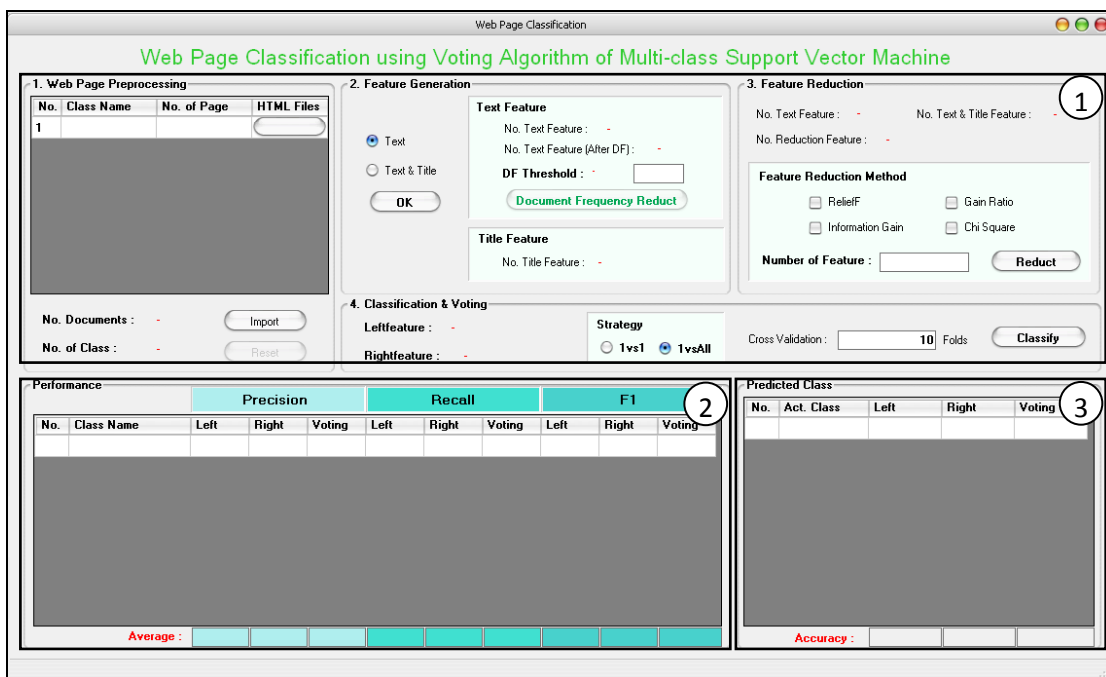 Web Page Classification
Web Page Classification using Voting Algorithm of Multi-class Support Vector Machine
1. Web Page Preprocessing
No. Class Name No. of Page HTML Files
1
No. Documents : -
Import
No. of Class : -
Reset
2. Feature Generation
Text
Text & Title
OK
Text Feature
No. Text Feature : -
No. Text Feature (After DF) : -
DF Threshold : -
Document Frequency Reduct
Title Feature
No. Title Feature : -
3. Feature Reduction
1
No. Text Feature : - No. Text & Title Feature : -
No. Reduction Feature : -
Feature Reduction Method
ReliefF Gain Ratio
Information Gain Chi Square
Number of Feature : Reduct
4. Classification & Voting
Leftfeature : -
Rightfeature : -
Strategy
1vs1 1vsAll
Cross Validation : 10 Folds Classify
Performance
Precision Recall F1
2
No. Class Name Left Right Voting Left Right Voting Left Right Voting
Average :
Predicted Class
3
No. Act. Class Left Right Voting
Accuracy :